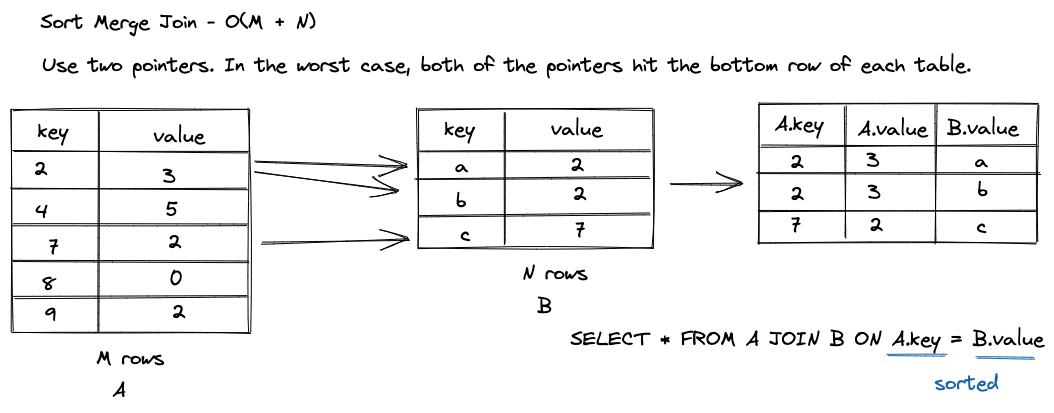 Sort Merge Join - O(M + N)
Use two pointers. In the worst case, both of the pointers hit the bottom row of each table.
key value
2 3
4 5
7 2
8 0
9 2
M rows
A
key value
a 2
b 2
c 7
N rows
B
A.key A.value B.value
2 3 a
2 3 b
7 2 c
SELECT * FROM A JOIN B ON A.key = B.value
sorted